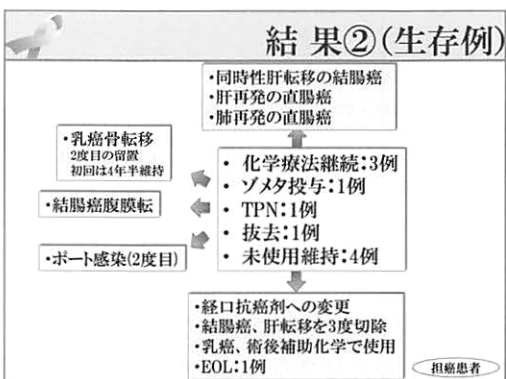 結 果②(生存例)
・同時性肝転移の結腸癌
・肝再発の直腸癌
・肺再発の直腸癌
・乳癌骨転移
2度目の留置
初回は4年半維持
・結腸癌腹膜転
・ポート感染(2度目)
・ 化学療法継続:3例
・ ゾメタ投与:1例
・ TPN:1例
・ 抜去:1例
・ 未使用維持:4例
・経口抗癌剤への変更
・結腸癌、肝転移を3度切除
・乳癌、術後補助化学で使用
・EOL:1例
担癌患者